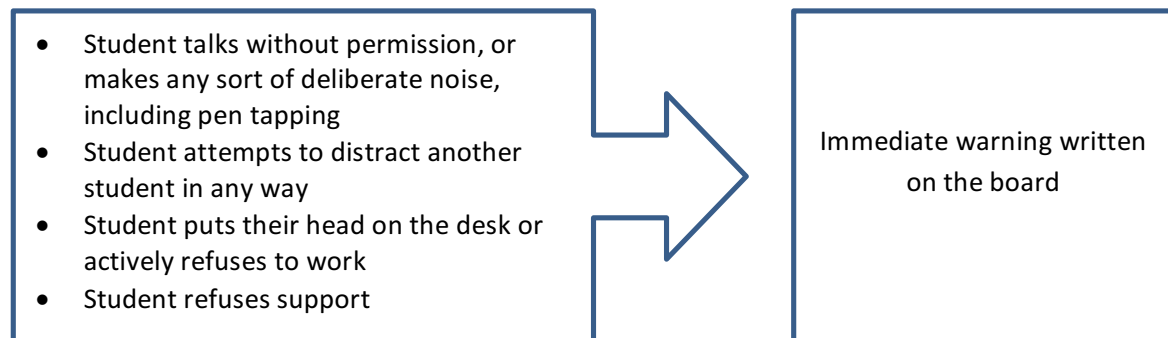 • Student talks without permission, or
makes any sort of deliberate noise,
including pen tapping
• Student attempts to distract another
student in any way
• Student puts their head on the desk or
actively refuses to work
• Student refuses support
Immediate warning written
on the board